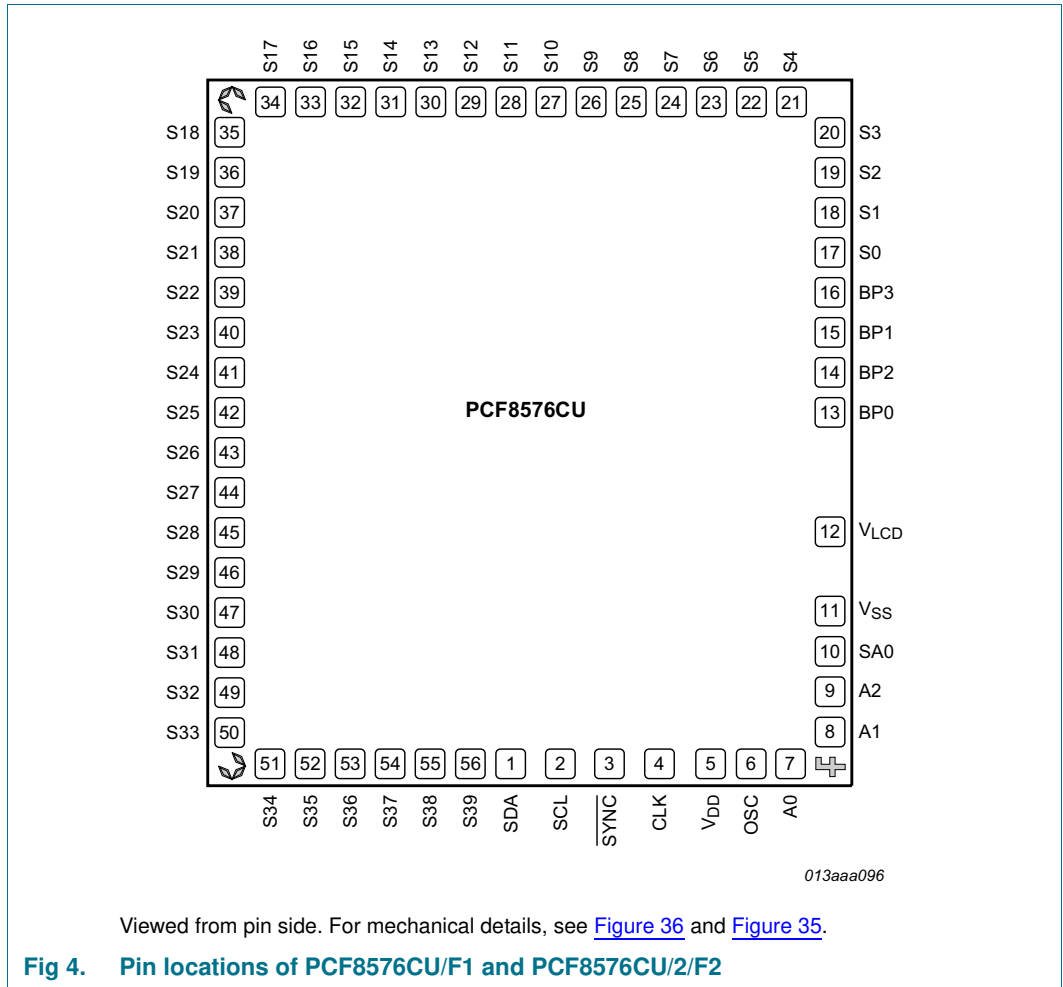 S17 S16 S15 S14 S13 S12 S11 S10 S9 S8 S7 S6 S5 S4
34 33 32 31 30 29 28 27 26 25 24 23 22 21
S18 35 20 S3
S19 36 19 S2
S20 37 18 S1
S21 38 17 S0
S22 39 16 BP3
S23 40 15 BP1
S24 41 14 BP2
S25 42 PCF8576CU 13 BP0
S26 43
S27 44
S28 45 12 VLCD
S29 46
S30 47 11 VSS
S31 48 10 SA0
S32 49 9 A2
S33 50 8 A1
51 52 53 54 55 56 1 2 3 4 5 6 7
S34 S35 S36 S37 S38 S39 SDA SCL SYNC CLK VDD OSC A0
013aaa096
Viewed from pin side. For mechanical details, see Figure 36 and Figure 35.
Fig 4. Pin locations of PCF8576CU/F1 and PCF8576CU/2/F2